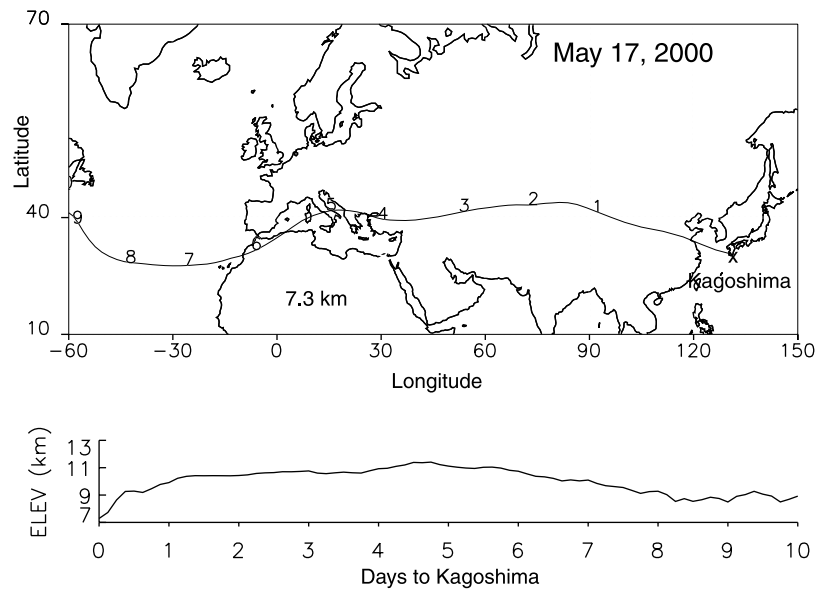 70
May 17, 2000
Latitude
40
9 8 7 6 5 4 3 2 1
x
Kagoshima
7.3 km
10
−60 −30 0 30 60 90 120 150
Longitude
ELEV (km)
13
11
9
7
0 1 2 3 4 5 6 7 8 9 10
Days to Kagoshima